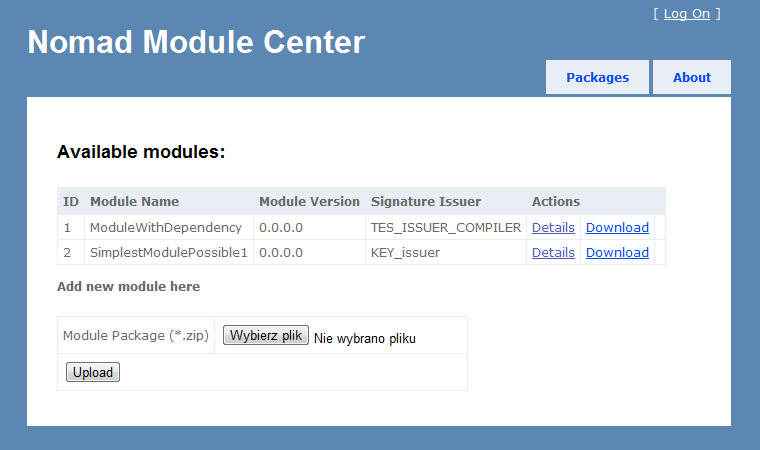 [ Log On ]
Nomad Module Center
Packages About
Available modules:
ID Module Name Module Version Signature Issuer Actions
1 ModuleWithDependency 0.0.0.0 TES_ISSUER_COMPILER Details Download
2 SimplestModulePossible1 0.0.0.0 KEY_issuer Details Download
Add new module here
Module Package (*.zip) Wybierz plik Nie wybrano pliku
Upload